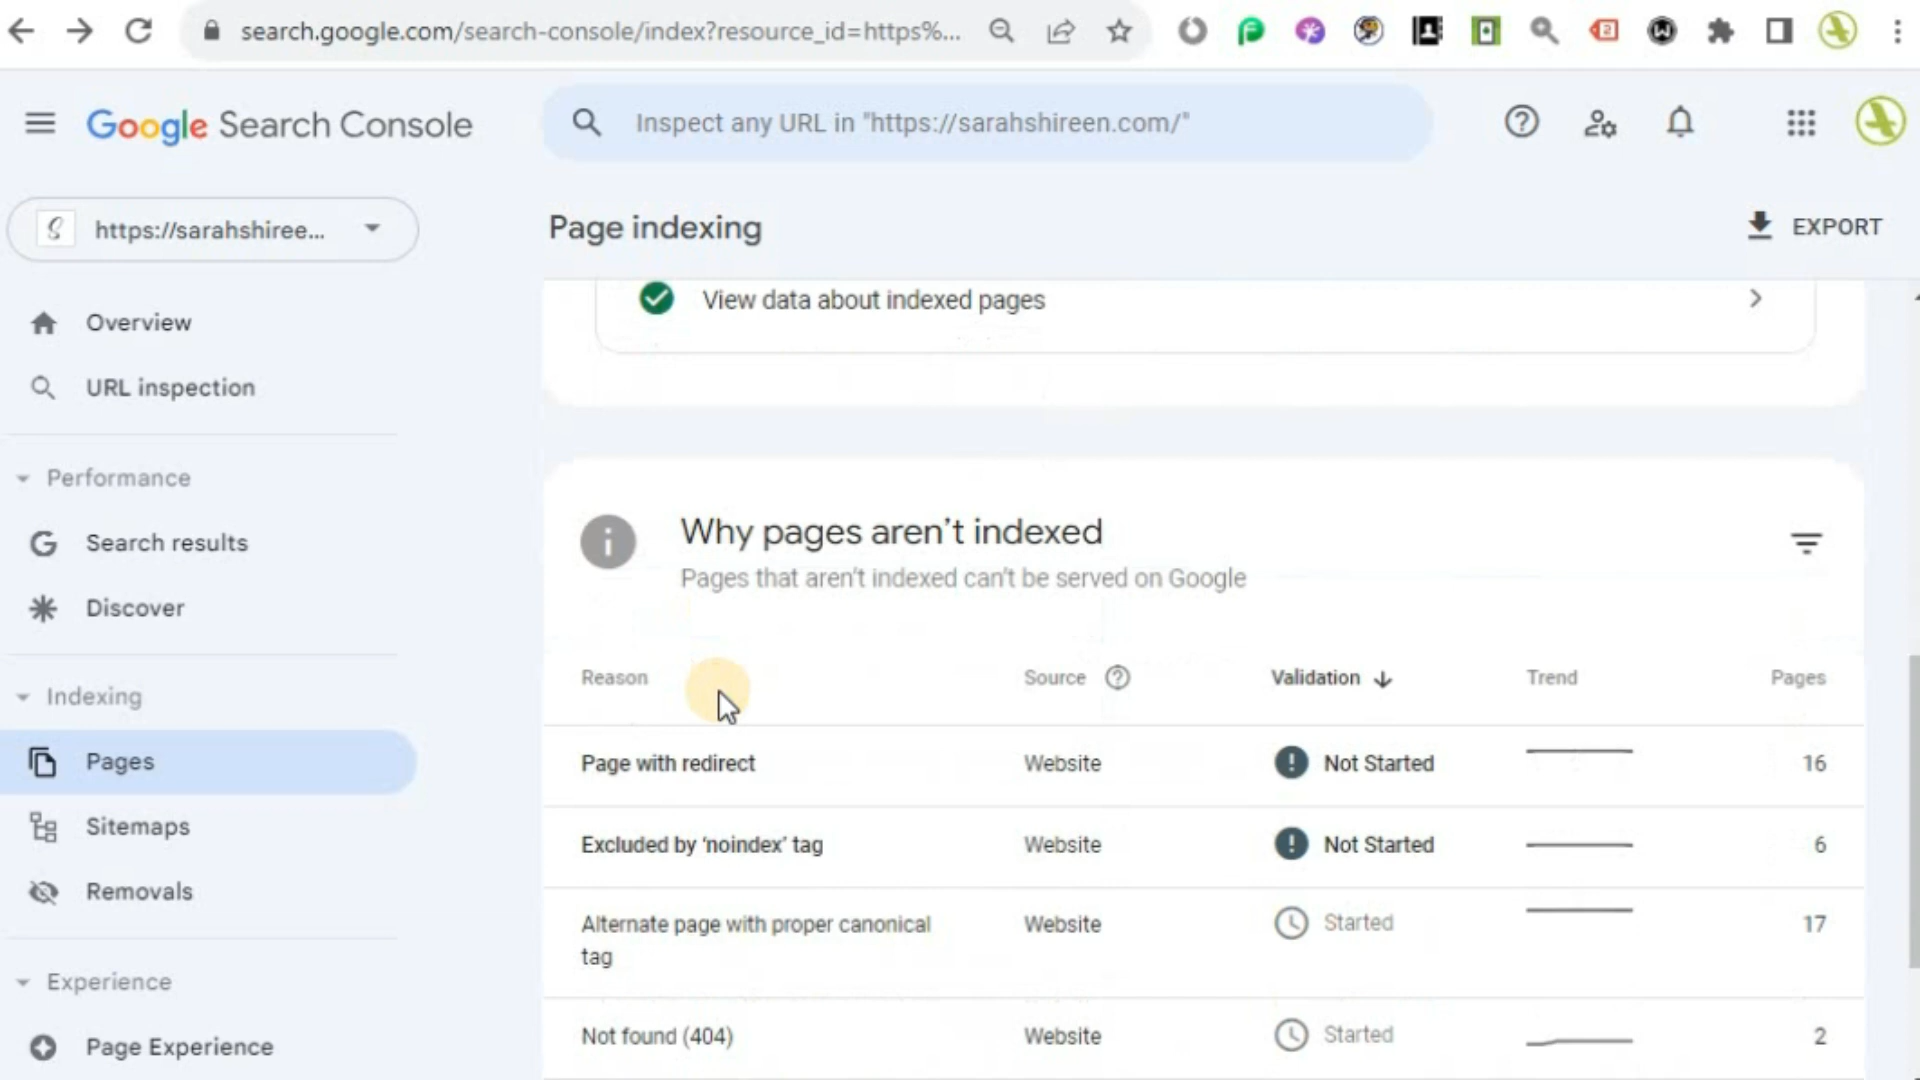 search.google.com/search-console/index?resource_id=https%...
Google Search Console
Inspect any URL in "https://sarahshireen.com/"
https://sarahshiree...
Page indexing
EXPORT
View data about indexed pages
Overview
URL inspection
Performance
Search results
Discover
Indexing
Pages
Sitemaps
Removals
Experience
Page Experience
Why pages aren't indexed
Pages that aren't indexed can't be served on Google
Reason Source Validation Trend Pages
Page with redirect Website Not Started 16
Excluded by ‘noindex’ tag Website Not Started 6
Alternate page with proper canonical
tag Website Started 17
Not found (404) Website Started 2